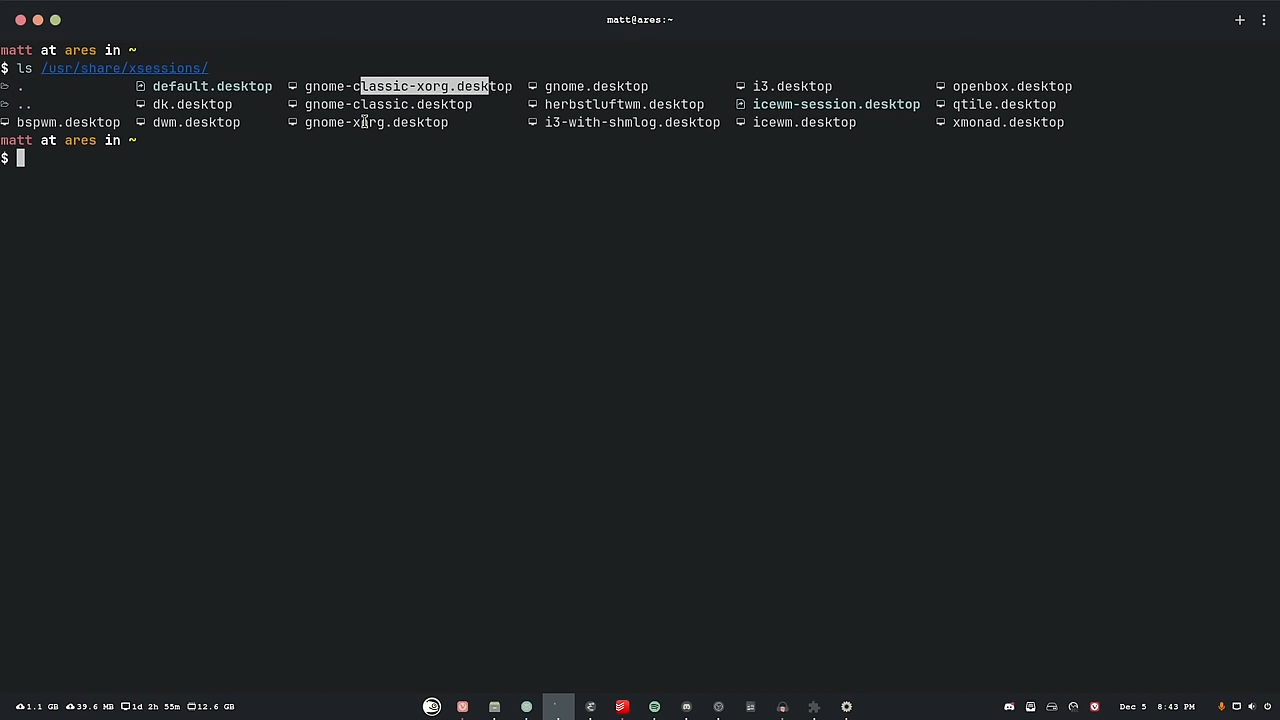 matt@ares:~
matt at ares in ~
$ ls /usr/share/xsessions/
. default.desktop gnome-classic-xorg.desktop gnome.desktop i3.desktop openbox.desktop
.. dk.desktop gnome-classic.desktop herbstluftwm.desktop icewm-session.desktop qtile.desktop
bspwm.desktop dwm.desktop gnome-xorg.desktop i3-with-shmlog.desktop icewm.desktop xmonad.desktop
matt at ares in ~
$
1.1 GB 39.6 MB 1d 2h 55m 12.6 GB Dec 5 8:43 PM